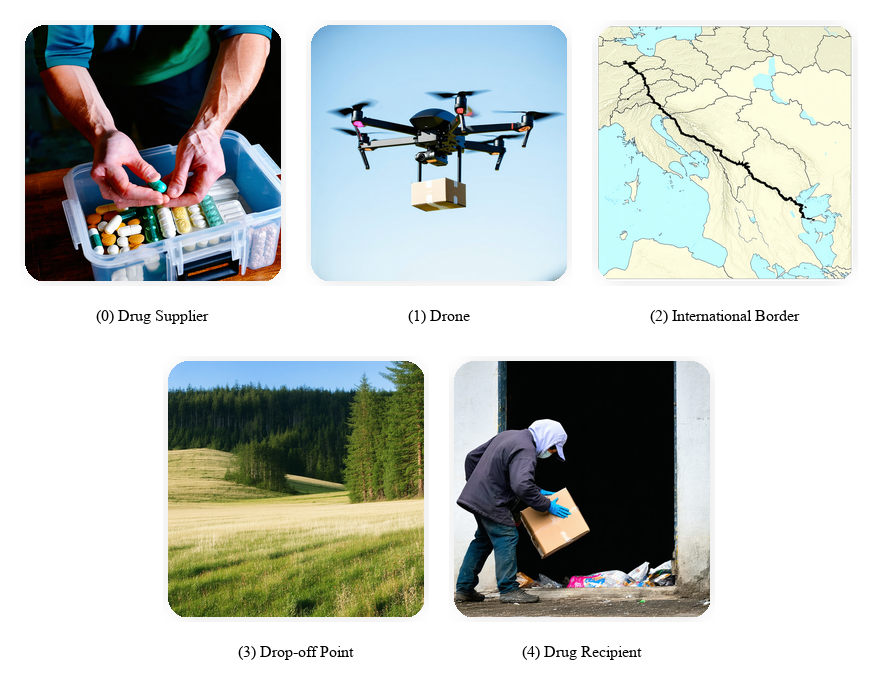 (0) Drug Supplier
(1) Drone
(2) International Border
(3) Drop-off Point
(4) Drug Recipient